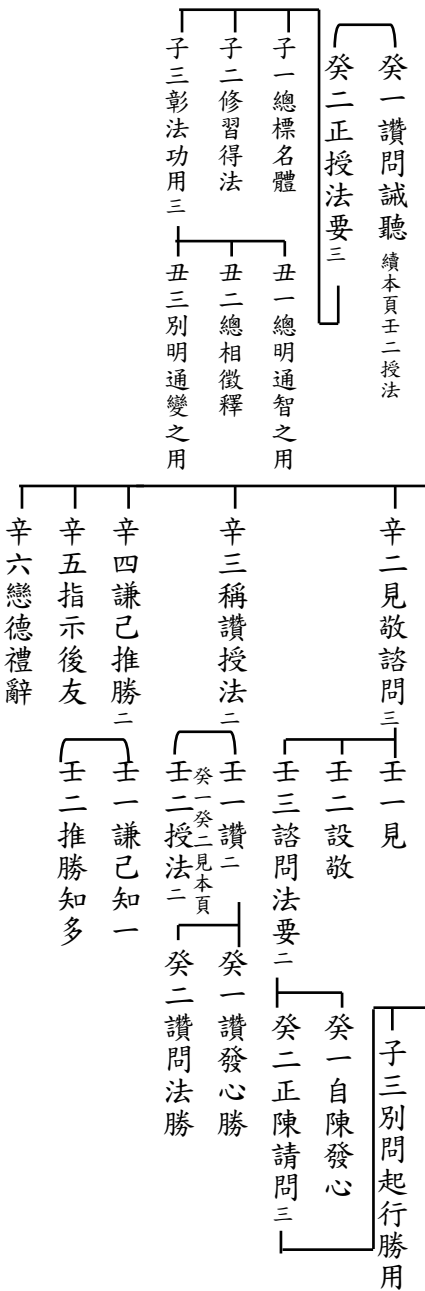 癸一讚問誡聽 續本頁壬二授法
癸二正授法要 三
子一總標名體
子二修習得法
子三彰法功用 三
丑一總明通智之用
丑二總相徵釋
丑三別明通變之用
辛二見敬諮問 三
辛三稱讚授法 二
辛四謙己推勝 二
辛五指示後友
辛六戀德禮辭
壬一見
壬二設敬
壬三諮問法要 二
壬一讚 二
癸一癸二見本頁
壬二授法 二
壬一謙己知一
壬二推勝知多
子三別問起行勝用
癸一自陳發心
癸二正陳請問 三
癸一讚發心勝
癸二讚問法勝